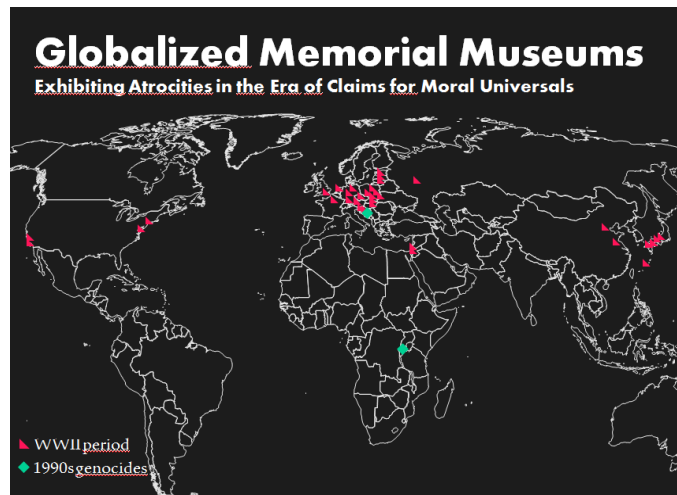 Globalized Memorial Museums
Exhibiting Atrocities in the Era of Claims for Moral Universals
WWII period
1990s genocides